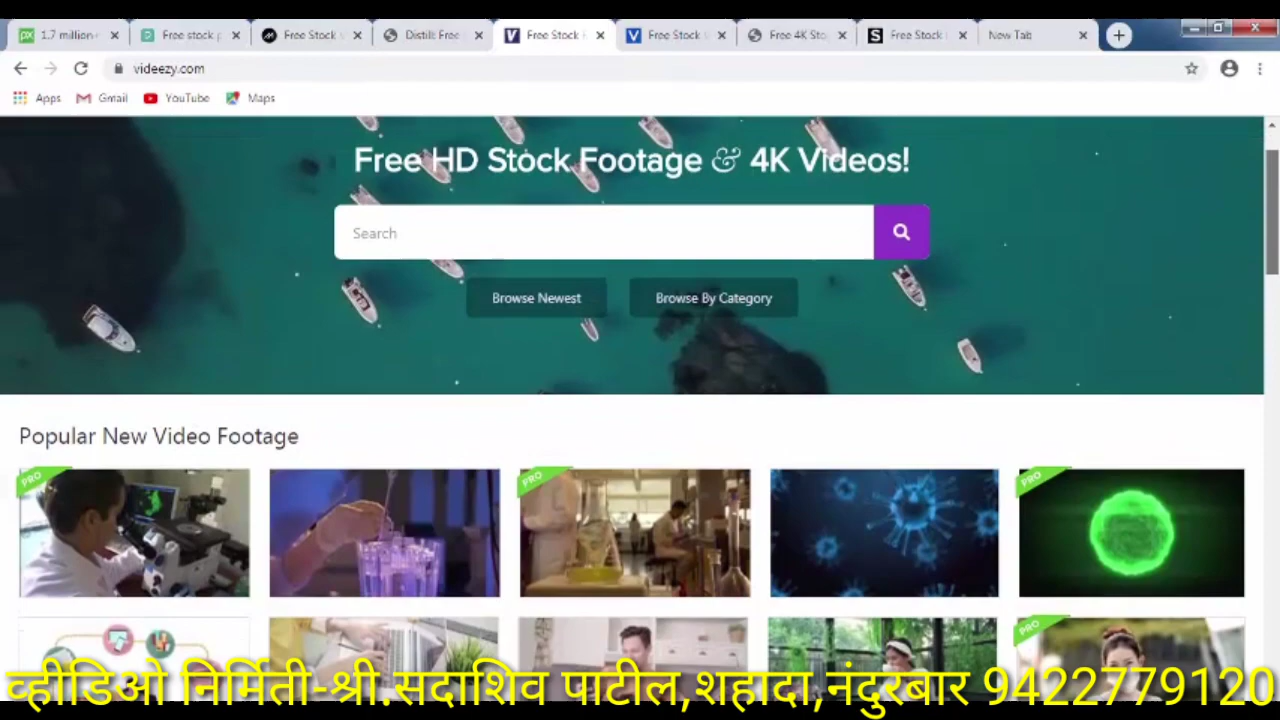 1.7 million
Free stock
Free Stock
Distill: Free
Free Stock
Free Stock
Free 4K Sto
Free Stock
New Tab
videezy.com
Apps Gmail YouTube Maps
Free HD Stock Footage & 4K Videos!
Search
Browse Newest Browse By Category
Popular New Video Footage
PRO PRO PRO
PRO
व्हीडिओ निर्मिती-श्री.सदाशिव पाटील,शहादा,नंदुरबार 9422779120